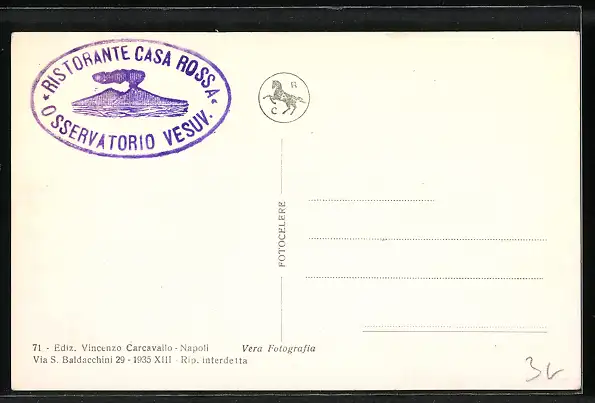 « RISTORANTE CASA ROSSA «
OSSERVATORIO VESUV.
R
C
FOTOCELERE
71 - Ediz. Vincenzo Carcavallo - Napoli
Vera Fotografia
Via S. Baldacchini 29 - 1935 XIII - Rip. interdetta